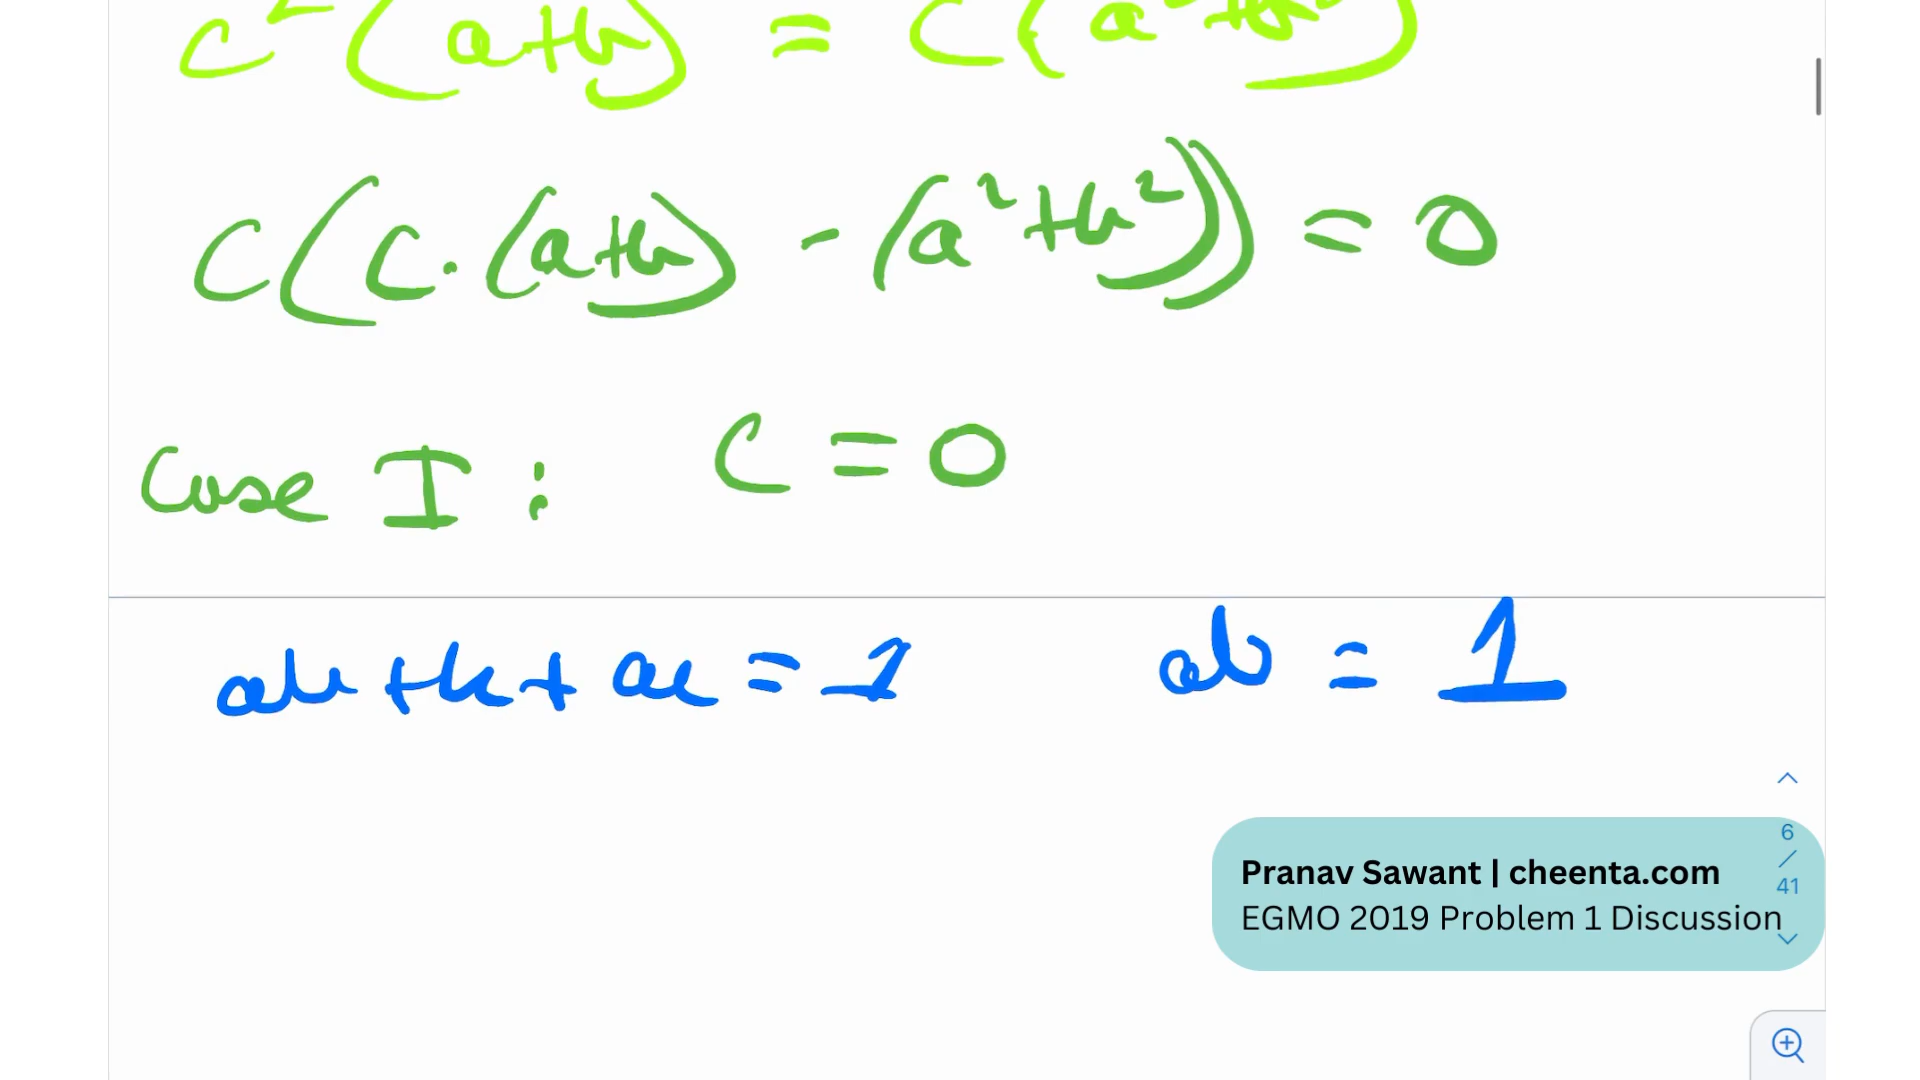 c²(a+b) = c(a²+b²)
c(c.(a+b) - (a²+b²)) = 0
Case I : c = 0
ab+bc+ac = 1 ab = 1
6
/
41
Pranav Sawant | cheenta.com
EGMO 2019 Problem 1 Discussion